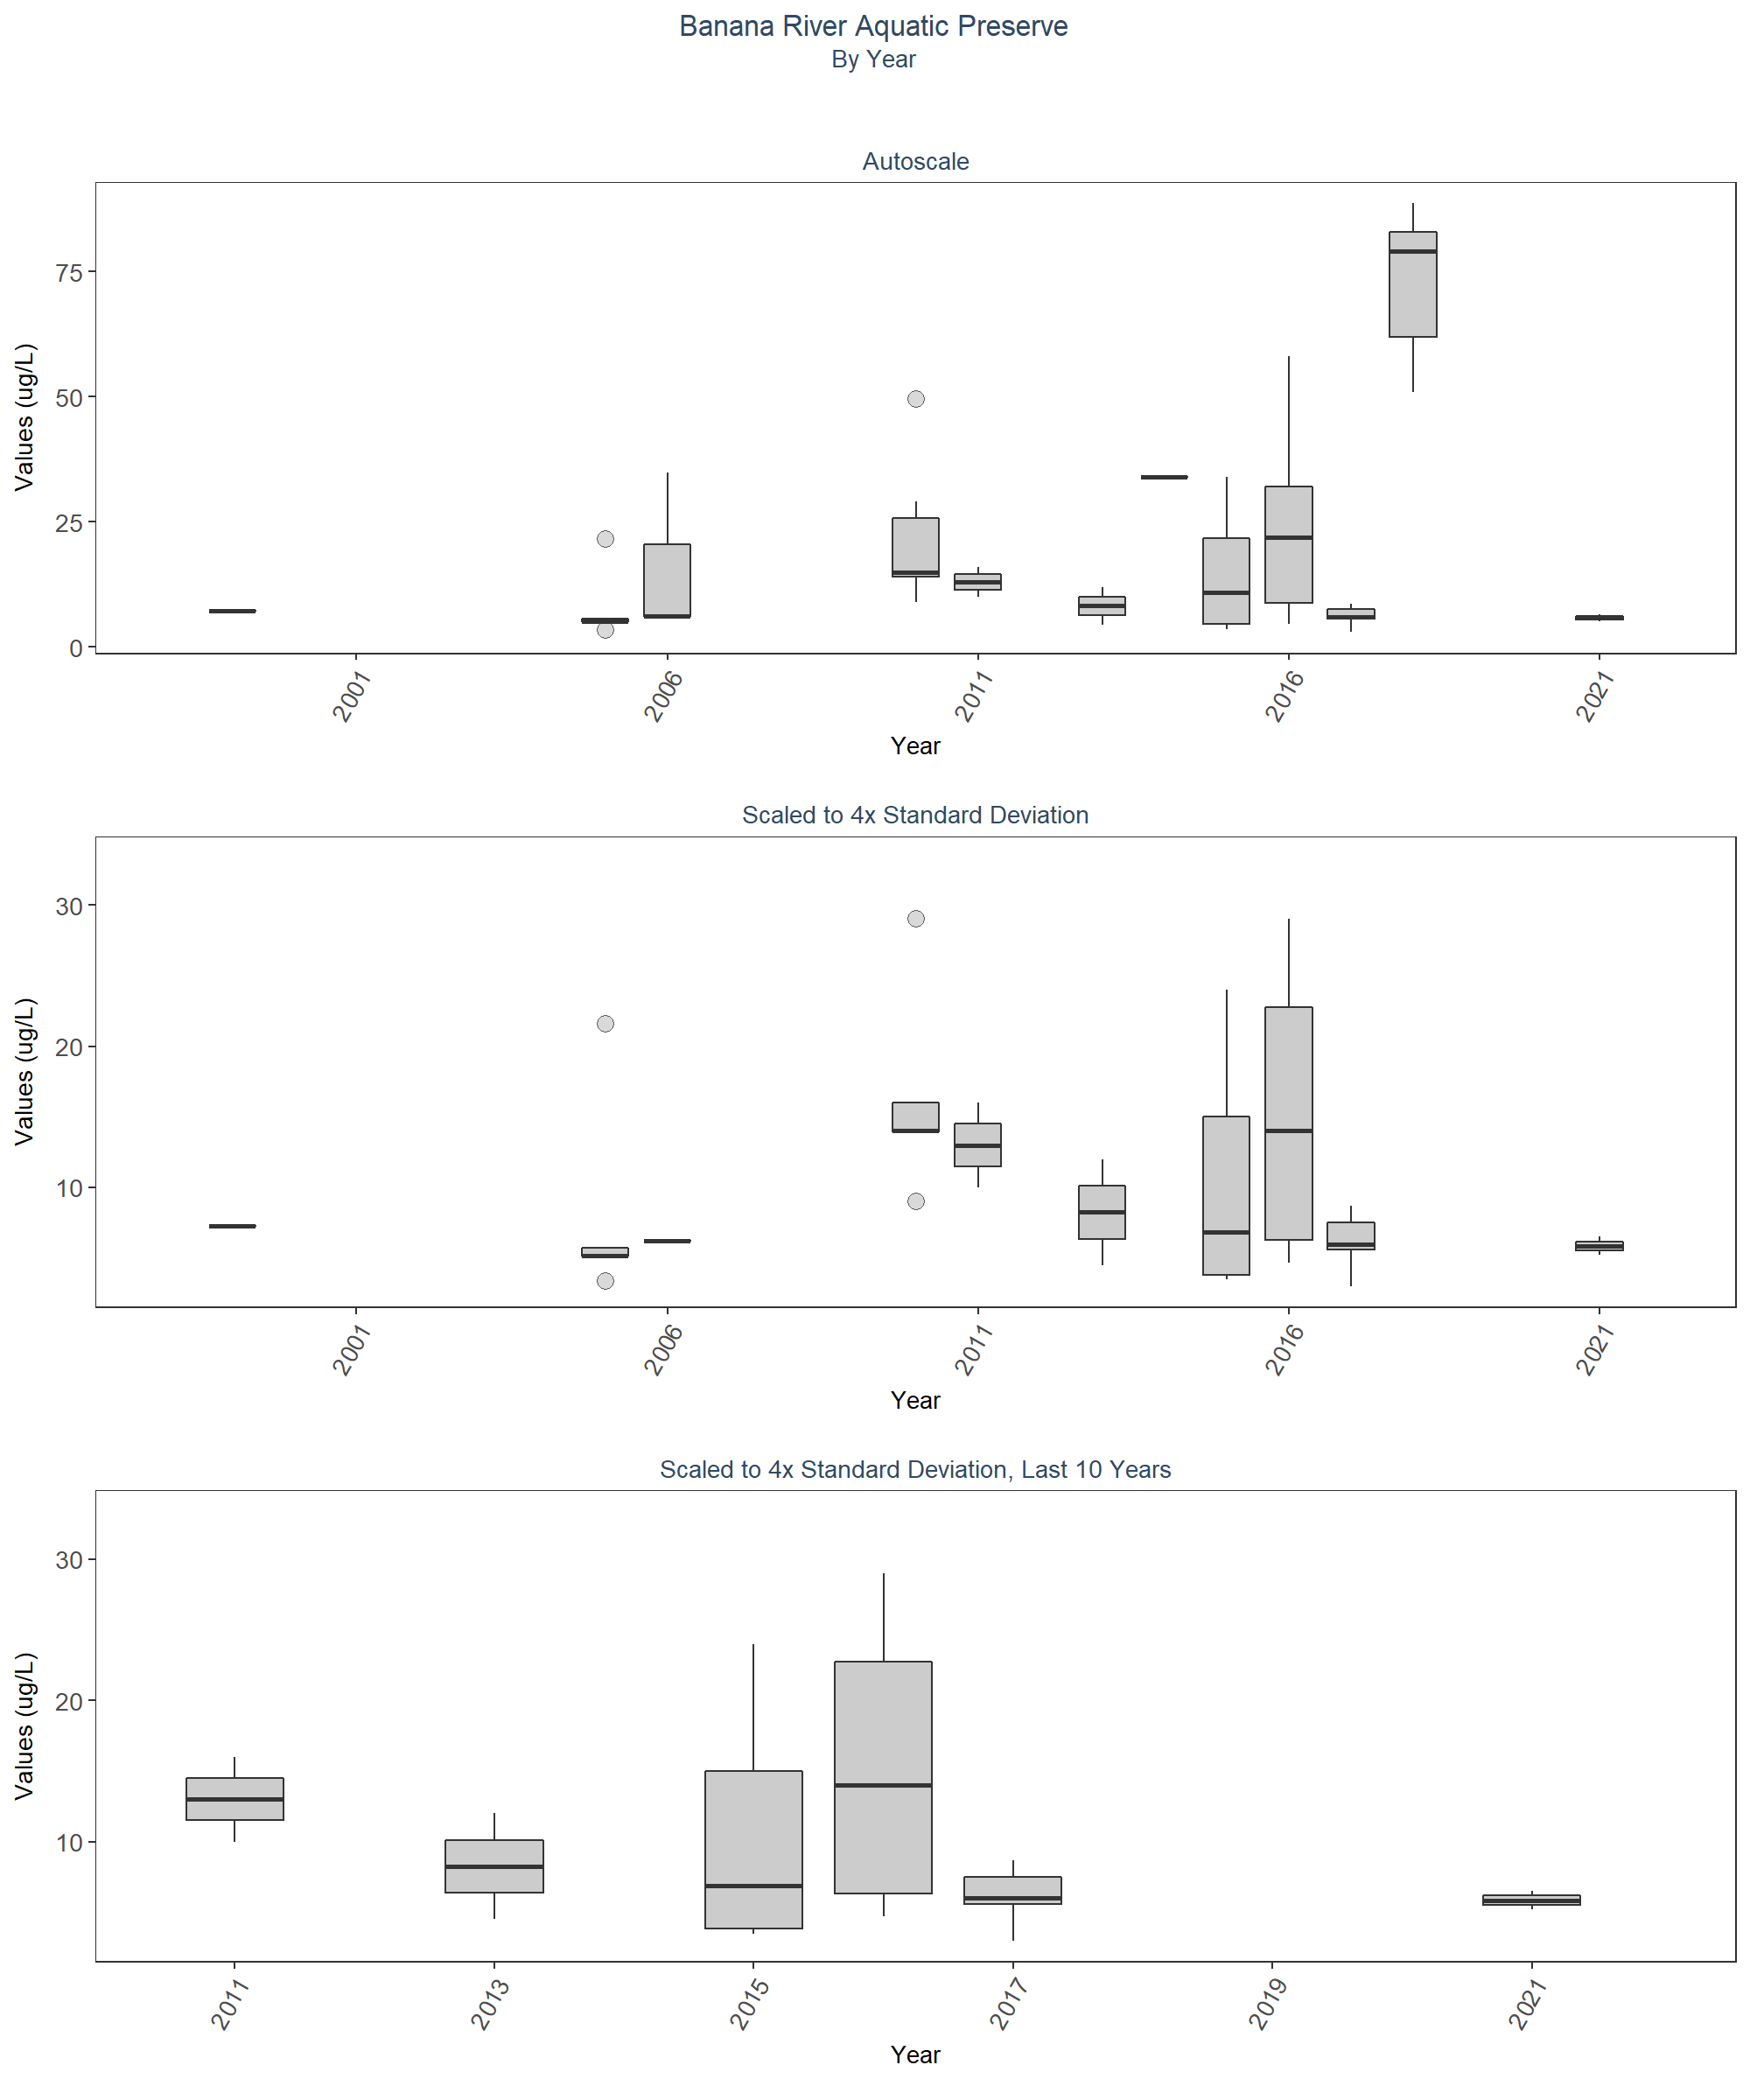 Banana River Aquatic Preserve
By Year
Autoscale
Values (ug/L)
75
50
25
0
2001
2006
2011
2016
2021
Year
Scaled to 4x Standard Deviation
Values (ug/L)
30
20
10
2001
2006
2011
2016
2021
Year
Scaled to 4x Standard Deviation, Last 10 Years
Values (ug/L)
30
20
10
2011
2013
2015
2017
2019
2021
Year